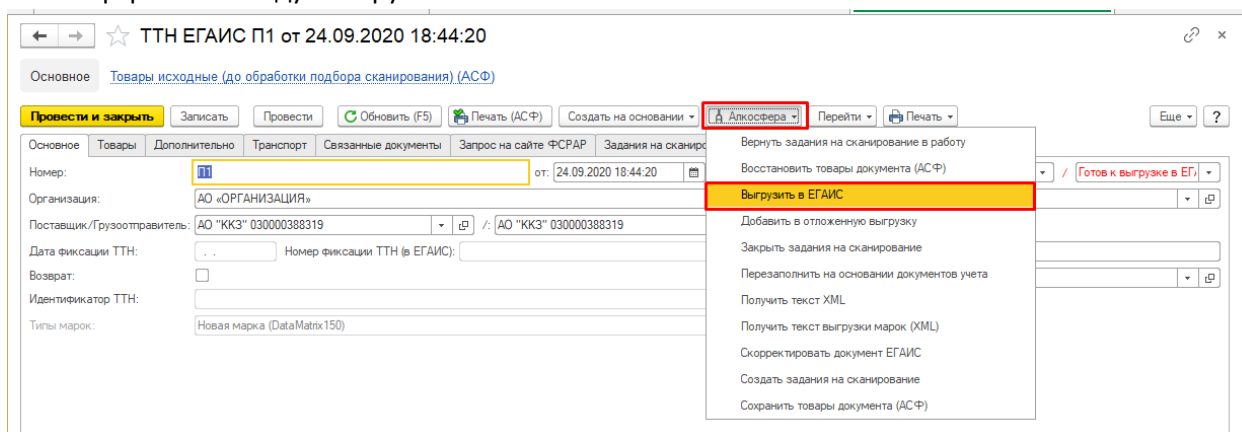 ТТН ЕГАИС П1 от 24.09.2020 18:44:20
Основное Товары исходные (до обработки подбора сканирования) (АСФ)
Провести и закрыть Записать Провести Обновить (F5) Печать (АСФ) Создать на основании Алкосфера Перейти Печать Еще ?
Основное Товары Дополнительно Транспорт Связанные документы Запрос на сайте ФСРАР Задания на сканиро
Номер: П1 от: 24.09.2020 18:44:20 / Готов к выгрузке в ЕГ
Организация: АО «ОРГАНИЗАЦИЯ»
Поставщик/Грузоотправитель: АО "ККЗ" 030000388319 /: АО "ККЗ" 030000388319
Дата фиксации ТТН: . . Номер фиксации ТТН (в ЕГАИС):
Возврат:
Идентификатор ТТН:
Типы марок: Новая марка (DataMatrix150)
Вернуть задания на сканирование в работу
Восстановить товары документа (АСФ)
Выгрузить в ЕГАИС
Добавить в отложенную выгрузку
Закрыть задания на сканирование
Перезаполнить на основании документов учета
Получить текст XML
Получить текст выгрузки марок (XML)
Скорректировать документ ЕГАИС
Создать задания на сканирование
Сохранить товары документа (АСФ)